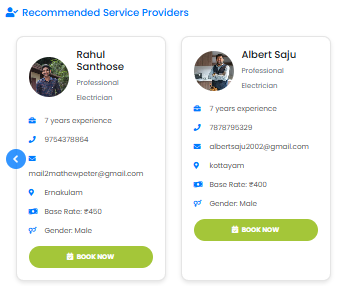 Recommended Service Providers
Rahul
Santhose
Professional
Electrician
7 years experience
9754378864
mail2mathewpeter@gmail.com
Ernakulam
Base Rate: ₹450
Gender: Male
BOOK NOW
Albert Saju
Professional
Electrician
7 years experience
7878795329
albertsaju2002@gmail.com
kottayam
Base Rate: ₹400
Gender: Male
BOOK NOW